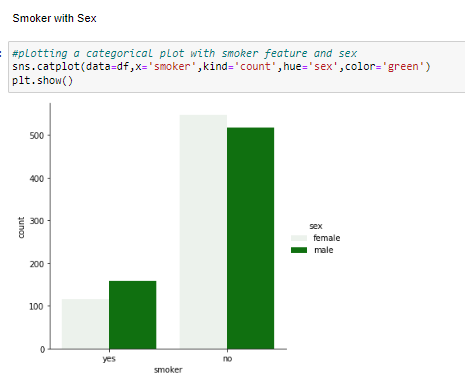 Smoker with Sex
#plotting a categorical plot with smoker feature and sex
sns.catplot(data=df,x='smoker',kind='count',hue='sex',color='green')
plt.show()
500
400
300
200
100
0
count
yes
no
smoker
sex
female
male